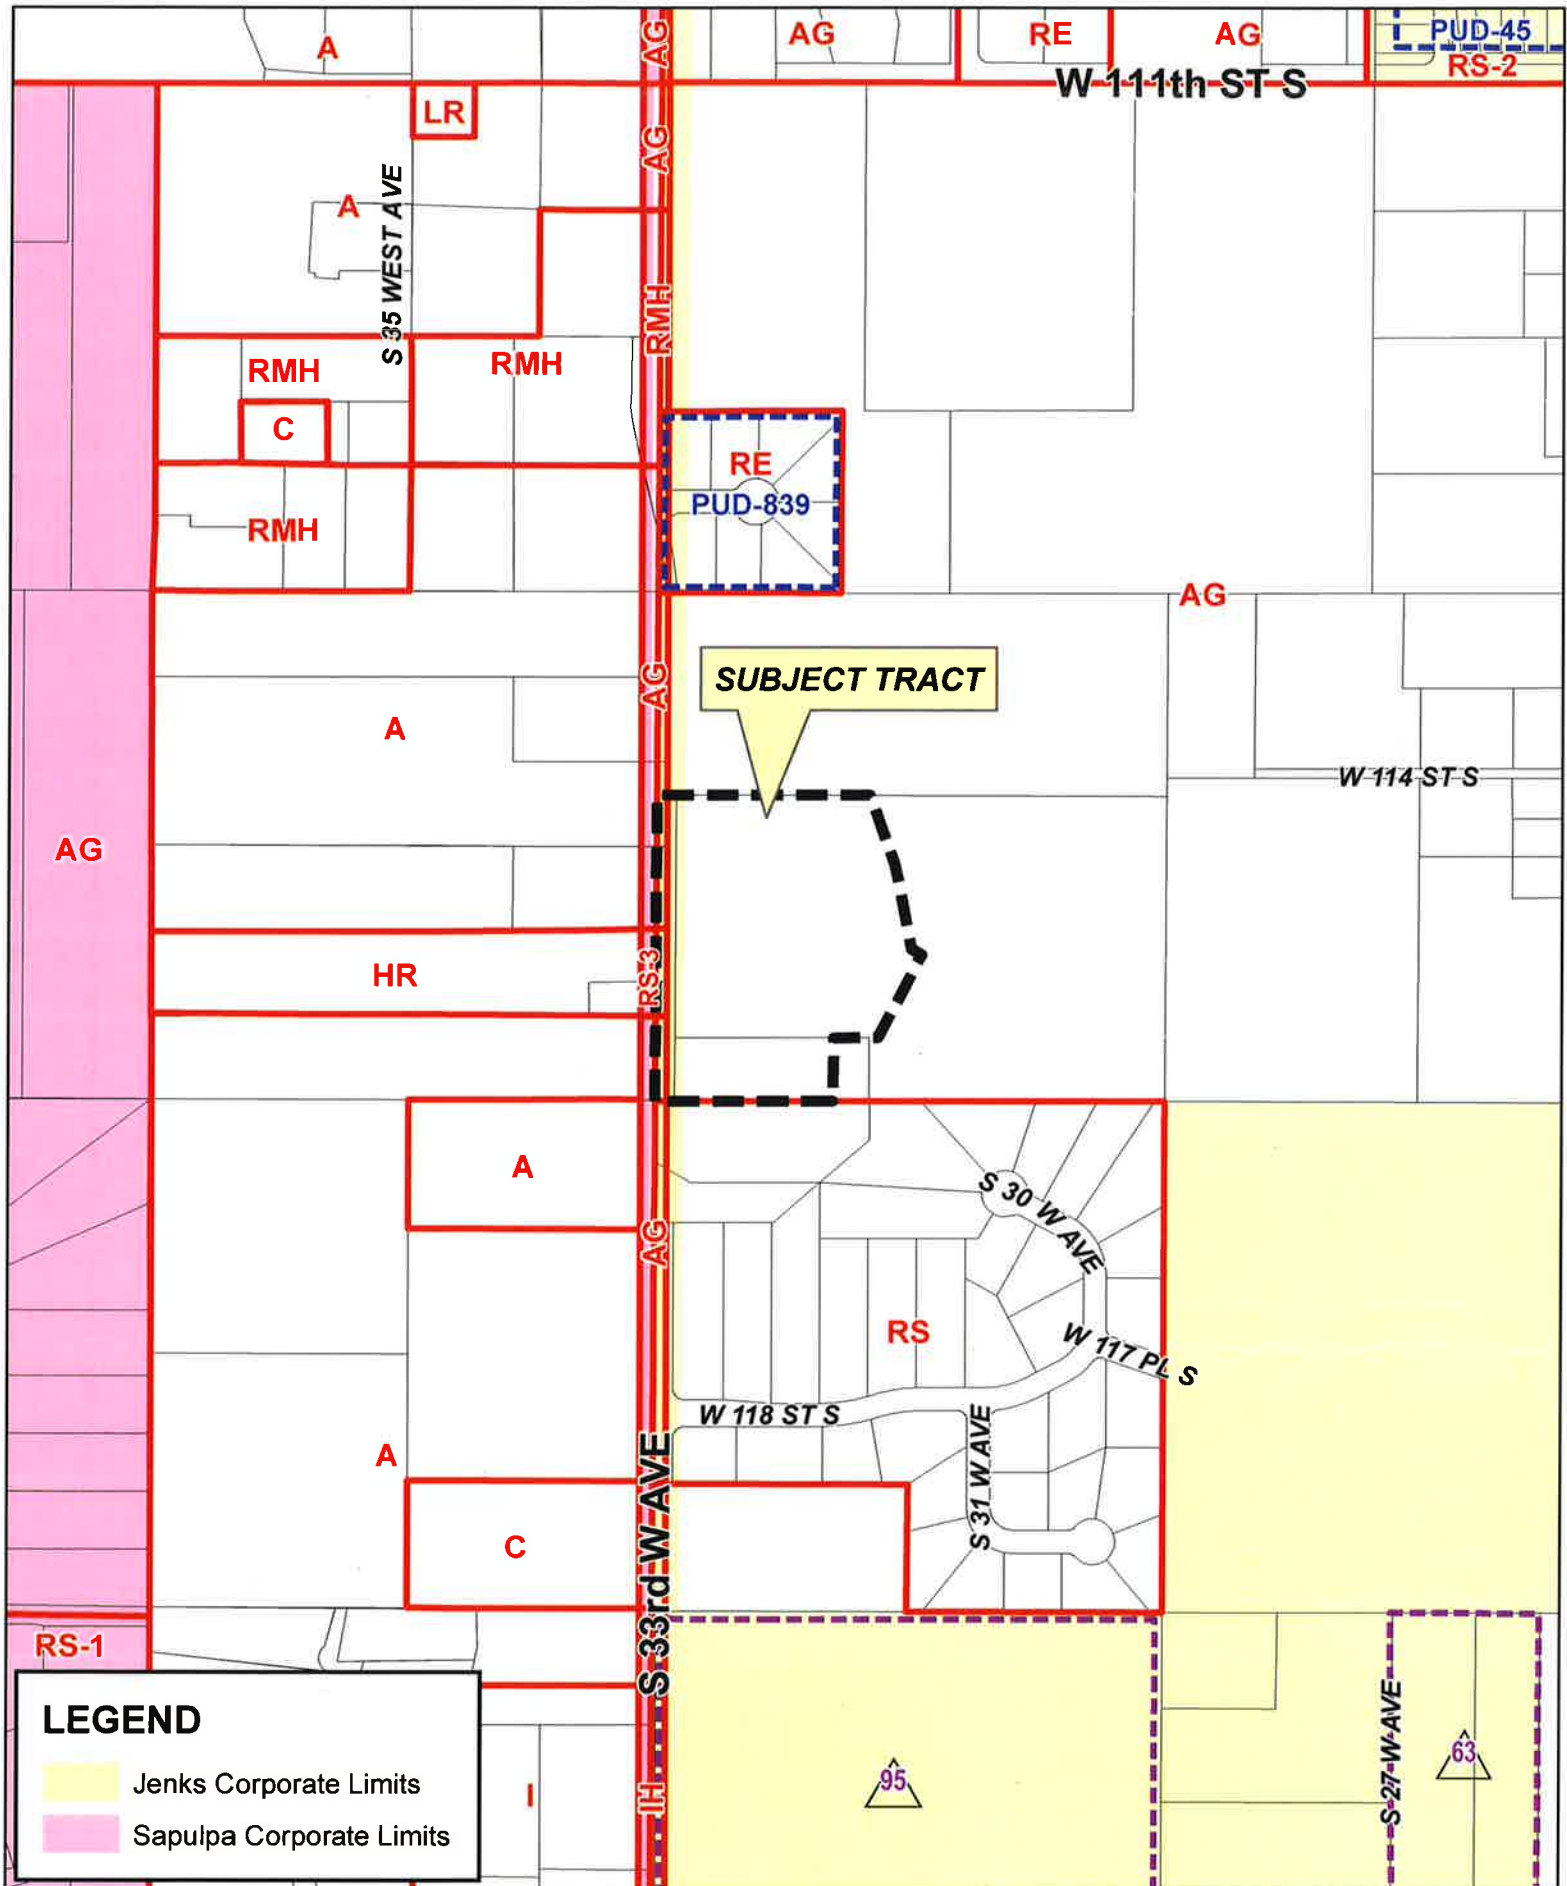 A
AG
AG
RE
AG
PUD-45
RS-2
W 111th ST S
LR
AG
A
S 35 WEST AVE
RMH
RMH
RMH
C
RE
PUD-839
RMH
AG
SUBJECT TRACT
AG
A
W 114 ST S
AG
HR
RS-3
A
S 30 W AVE
AG
RS
W 117 PL S
W 118 ST S
S 31 W AVE
A
C
S 33rd W AVE
RS-1
LEGEND
Jenks Corporate Limits
Sapulpa Corporate Limits
I
IH
95
S 27 W AVE
63